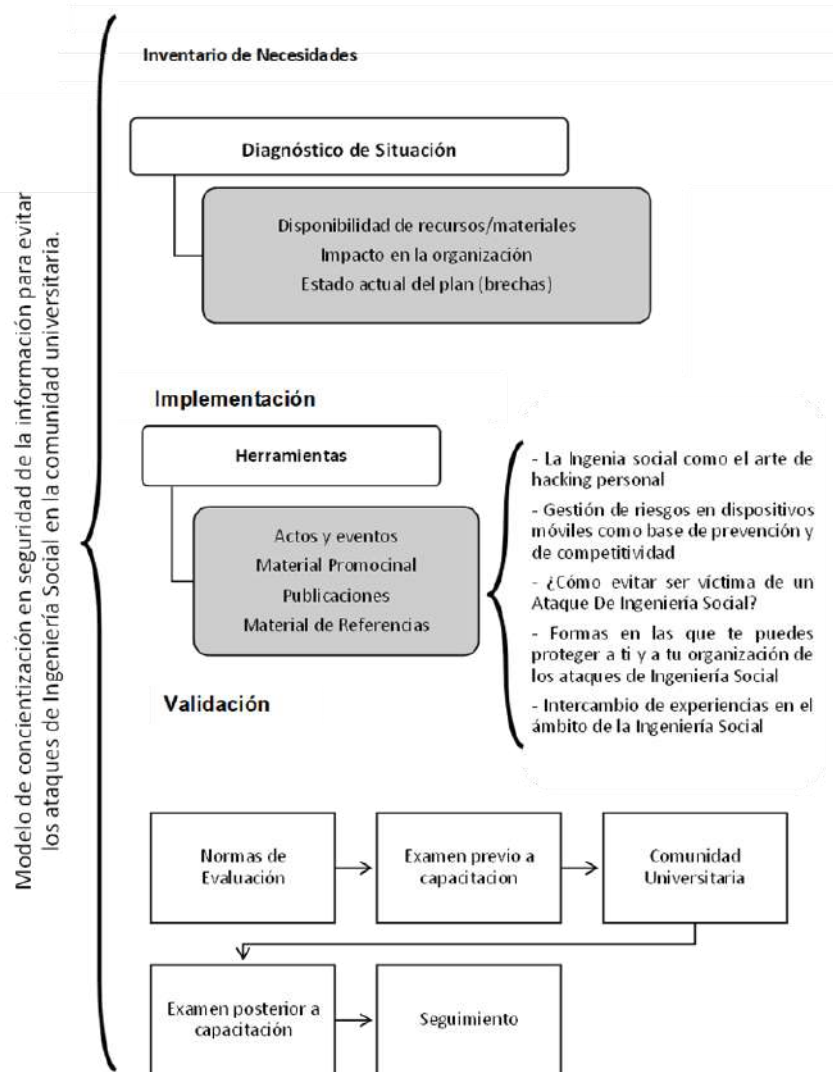 Modelo de concientización en seguridad de la información para evitar
los ataques de Ingeniería Social en la comunidad universitaria.
Inventario de Necesidades
Diagnóstico de Situación
Disponibilidad de recursos/materiales
Impacto en la organización
Estado actual del plan (brechas)
Implementación
Herramientas
Actos y eventos
Material Promocinal
Publicaciones
Material de Referencias
- La Ingenia social como el arte de
hacking personal
- Gestión de riesgos en dispositivos
móviles como base de prevención y
de competitividad
- ¿Cómo evitar ser víctima de un
Ataque De Ingeniería Social?
- Formas en las que te puedes
proteger a ti y a tu organización de
los ataques de Ingeniería Social
- Intercambio de experiencias en el
ámbito de la Ingeniería Social
Validación
Normas de
Evaluación
Examen previo a
capacitacion
Comunidad
Universitaria
Examen posterior a
capacitación
Seguimiento